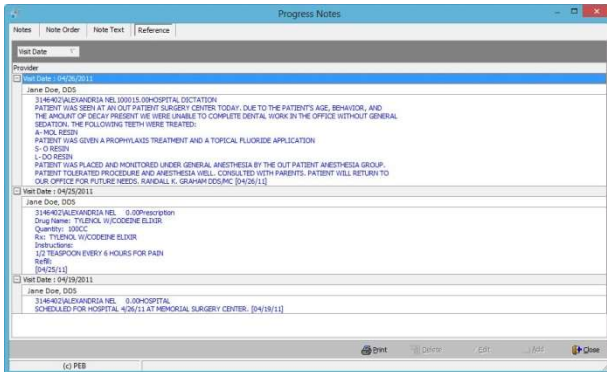 Progress Notes
Notes Note Order Note Text Reference
Visit Date
Provider
Visit Date : 04/26/2011
Jane Doe, DDS
3146402\ALEXANDRIA NEL 100015.00HOSPITAL DICTATION
PATIENT WAS SEEN AT AN OUT PATIENT SURGERY CENTER TODAY. DUE TO THE PATIENT'S AGE, BEHAVIOR, AND
THE AMOUNT OF DECAY PRESENT WE WERE UNABLE TO COMPLETE DENTAL WORK IN THE OFFICE WITHOUT GENERAL
SEDATION. THE FOLLOWING TEETH WERE TREATED:
A- MOL RESIN
PATIENT WAS GIVEN A PROPHYLAXIS TREATMENT AND A TOPICAL FLUORIDE APPLICATION
S- O RESIN
L- DO RESIN
PATIENT WAS PLACED AND MONITORED UNDER GENERAL ANESTHESIA BY THE OUT PATIENT ANESTHESIA GROUP.
PATIENT TOLERATED PROCEDURE AND ANESTHESIA WELL. CONSULTED WITH PARENTS. PATIENT WILL RETURN TO
OUR OFFICE FOR FUTURE NEEDS. RANDALL K. GRAHAM DDS/MC [04/26/11]
Visit Date : 04/25/2011
Jane Doe, DDS
3146402\ALEXANDRIA NEL 0.00Prescription
Drug Name: TYLENOL W/CODEINE ELIXIR
Quantity: 100CC
Rx: TYLENOL W/CODEINE ELIXIR
Instructions:
1/2 TEASPOON EVERY 6 HOURS FOR PAIN
Refill:
[04/25/11]
Visit Date : 04/19/2011
Jane Doe, DDS
3146402\ALEXANDRIA NEL 0.00HOSPITAL
SCHEDULED FOR HOSPITAL 4/26/11 AT MEMORIAL SURGERY CENTER. [04/19/11]
Print Delete Edit Add Close
(c) PEB